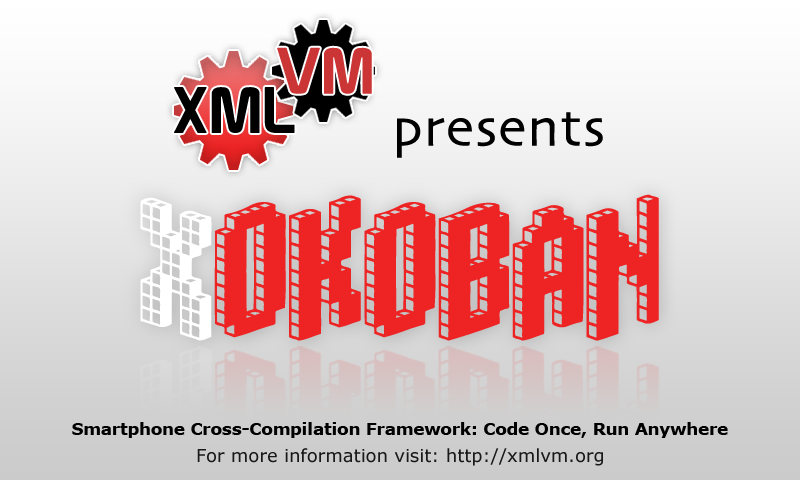 XMLVM
presents
XOKOBAN
Smartphone Cross-Compilation Framework: Code Once, Run Anywhere
For more information visit: http://xmlvm.org